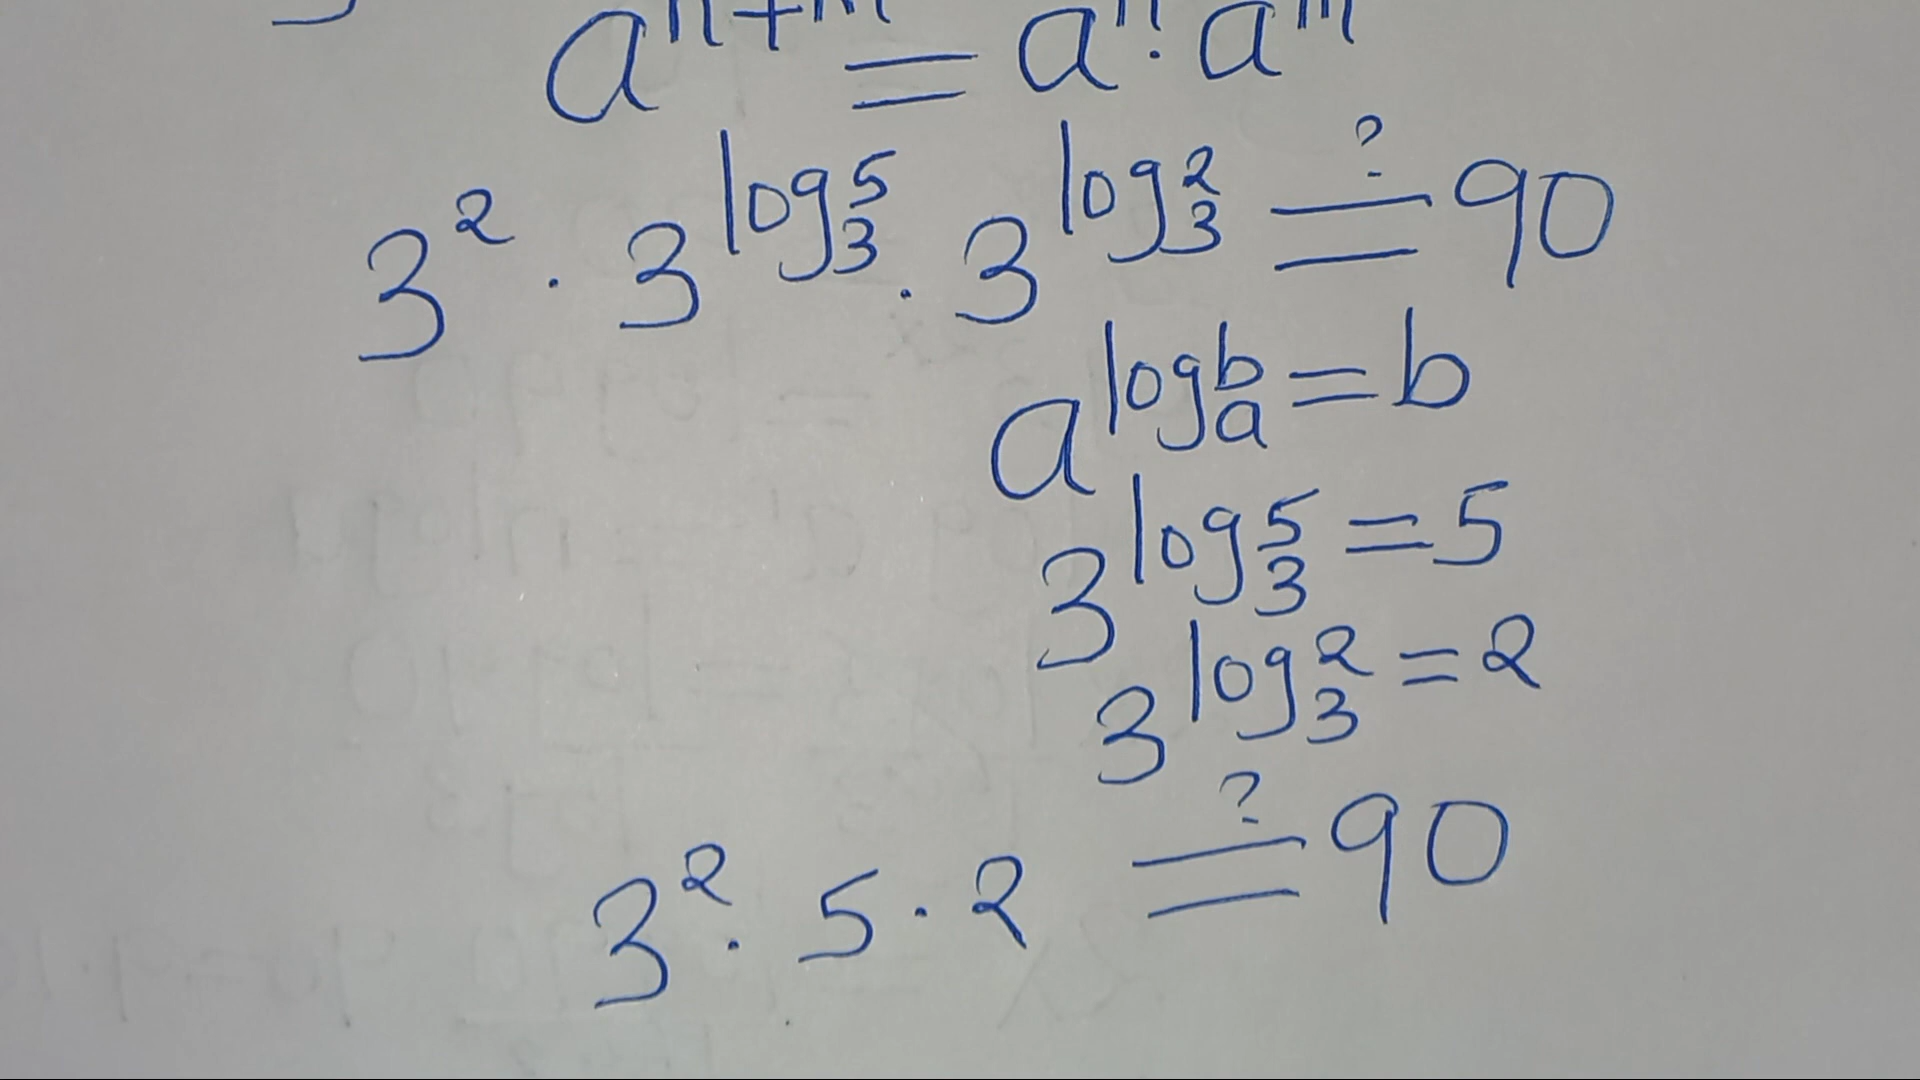 a^{n+m} = a^n · a^m
3^2 · 3^{log_3^5} · 3^{log_3^2} =^? 90
a^{log_a^b} = b
3^{log_3^5} = 5
3^{log_3^2} = 2
3^2 · 5 · 2 =^? 90